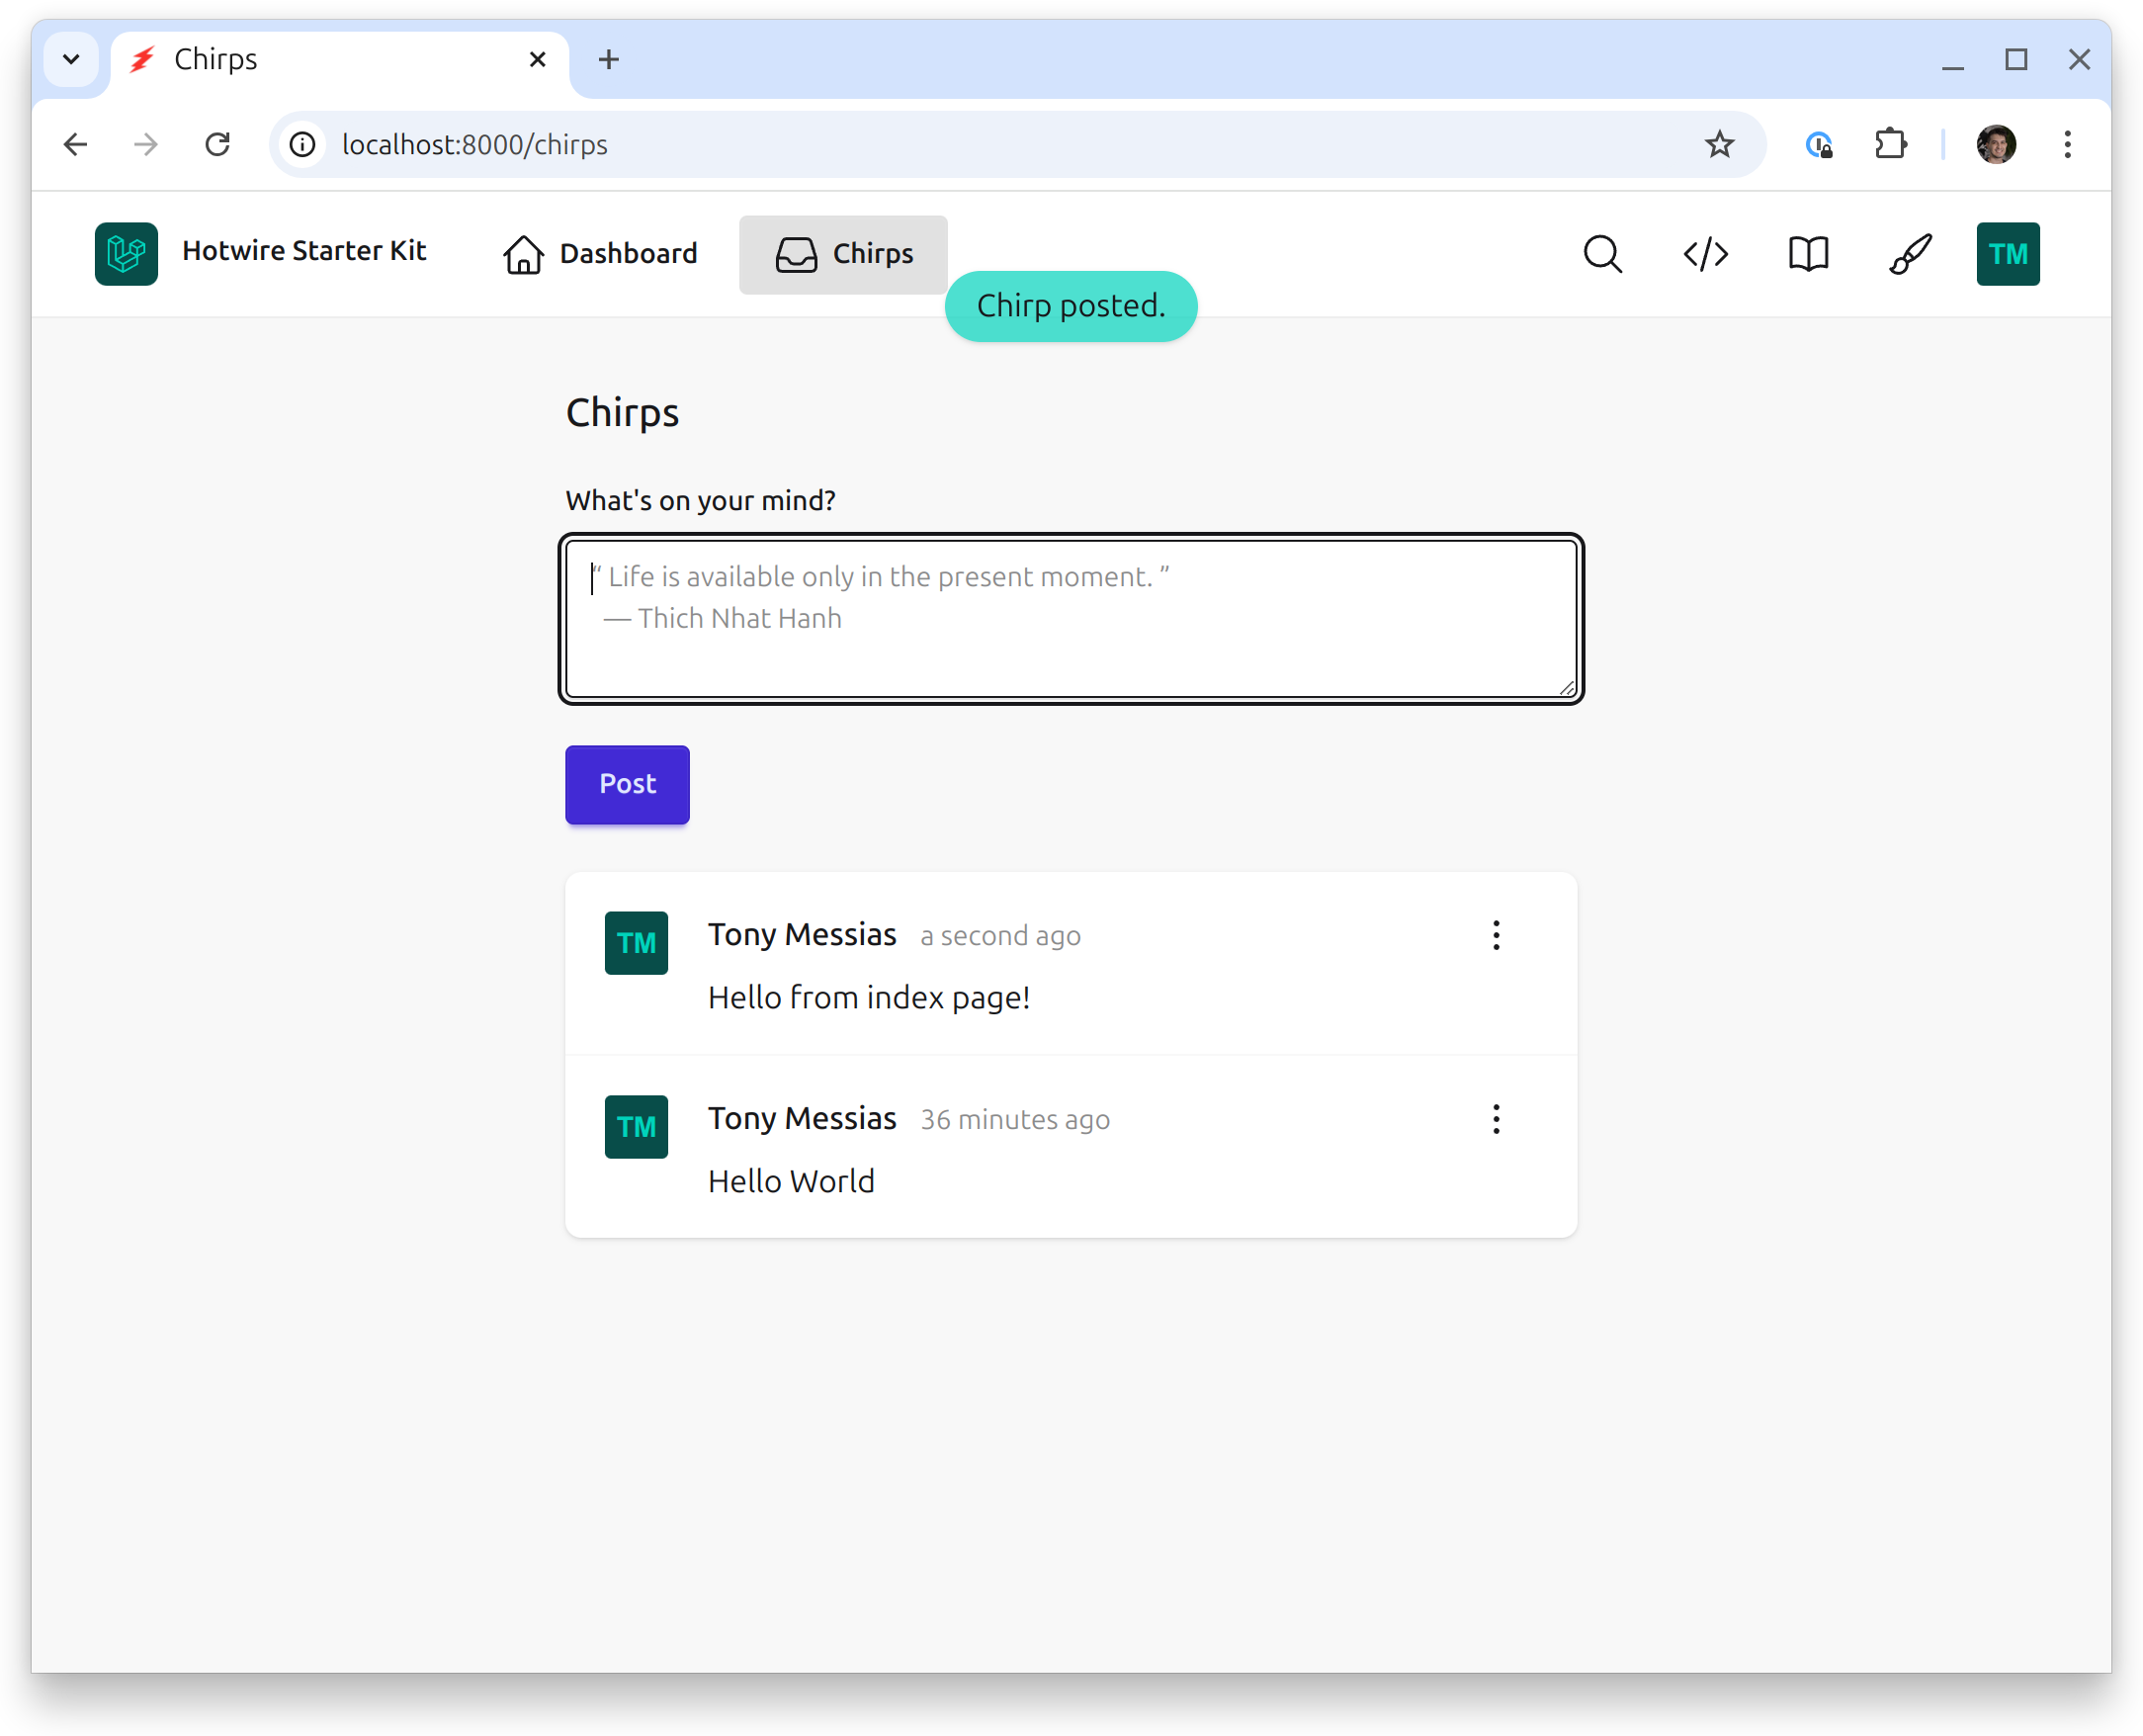 Chirps
localhost:8000/chirps
Hotwire Starter Kit
Dashboard
Chirps
TM
Chirp posted.
Chirps
What's on your mind?
“ Life is available only in the present moment. ”
— Thich Nhat Hanh
Post
TM
Tony Messias a second ago
Hello from index page!
TM
Tony Messias 36 minutes ago
Hello World